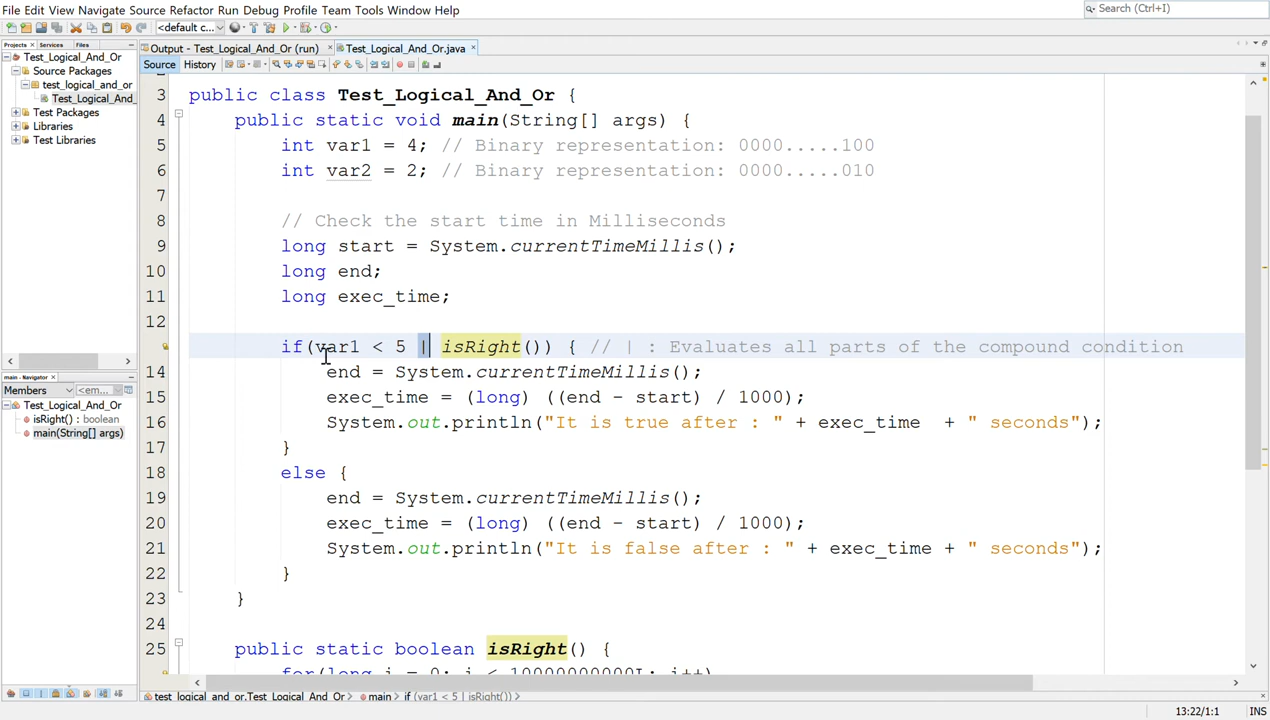 File Edit View Navigate Source Refactor Run Debug Profile Team Tools Window Help
Search (Ctrl+I)
<default c...
Projects Services Files
Output - Test_Logical_And_Or (run) Test_Logical_And_Or.java
Test_Logical_And_Or
Source Packages
test_logical_and_or
Test_Logical_And_
Test Packages
Libraries
Test Libraries
Source History
3 public class Test_Logical_And_Or {
4 public static void main(String[] args) {
5 int var1 = 4; // Binary representation: 0000.....100
6 int var2 = 2; // Binary representation: 0000.....010
7
8 // Check the start time in Milliseconds
9 long start = System.currentTimeMillis();
10 long end;
11 long exec_time;
12
if(var1 < 5 | isRight()) { // | : Evaluates all parts of the compound condition
14 end = System.currentTimeMillis();
15 exec_time = (long) ((end - start) / 1000);
16 System.out.println("It is true after : " + exec_time + " seconds");
17 }
18 else {
19 end = System.currentTimeMillis();
20 exec_time = (long) ((end - start) / 1000);
21 System.out.println("It is false after : " + exec_time + " seconds");
22 }
23 }
24
25 public static boolean isRight() {
main - Navigator
Members <em...
Test_Logical_And_Or
isRight() : boolean
main(String[] args)
test_logical_and_or.Test_Logical_And_Or main if (var1 < 5 | isRight())
13:22/1:1 INS